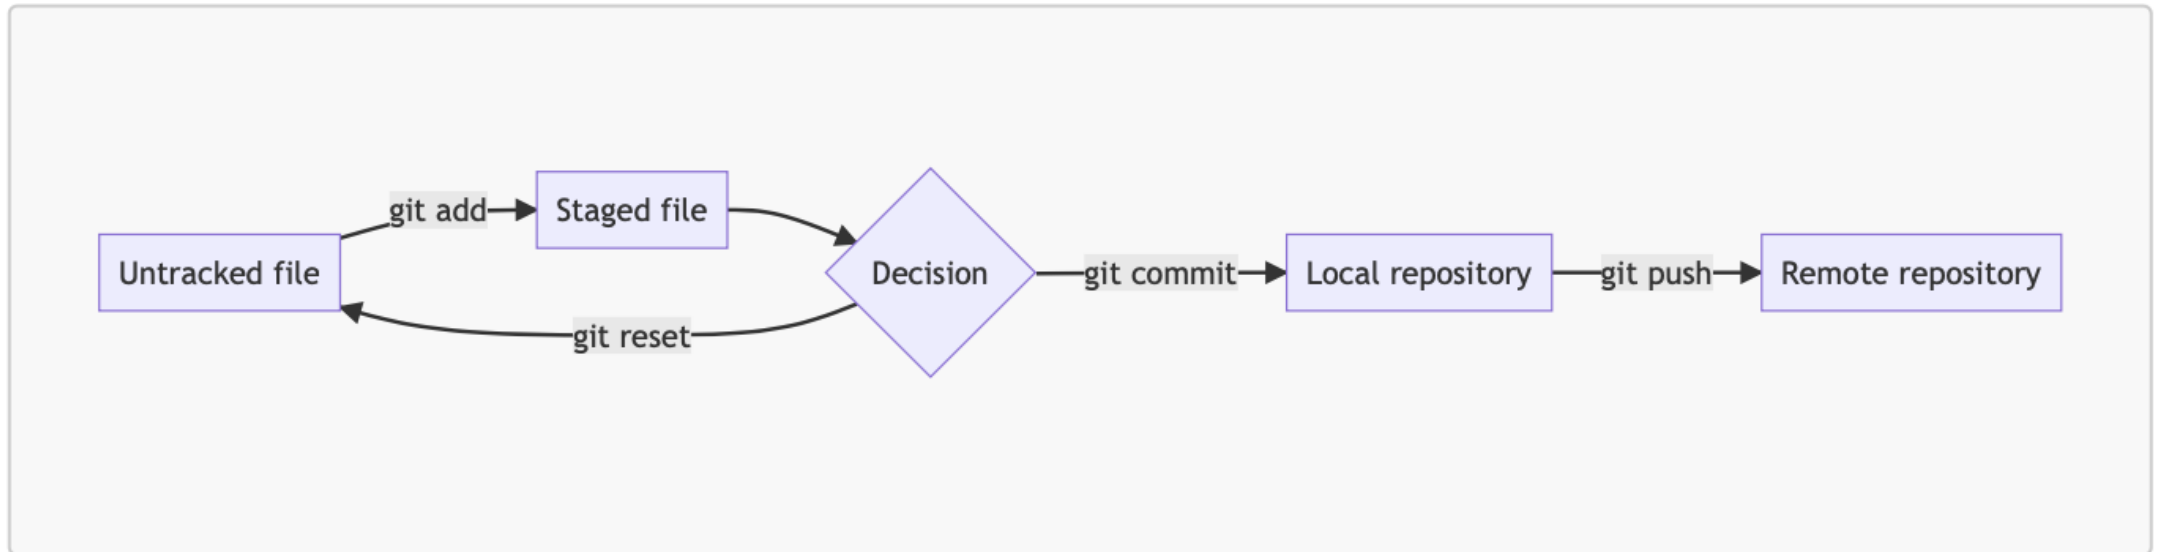 Untracked file
git add
Staged file
Decision
git reset
git commit
Local repository
git push
Remote repository